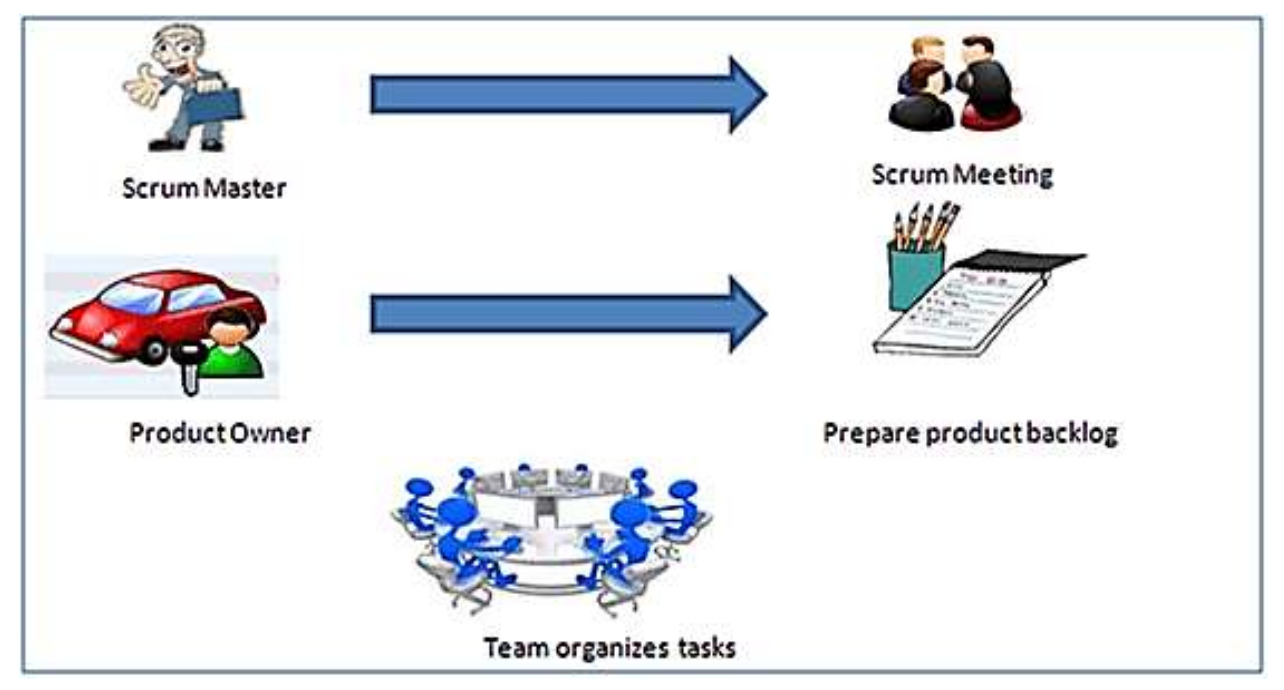 Scrum Master
Scrum Meeting
Product Owner
Prepare product backlog
Team organizes tasks